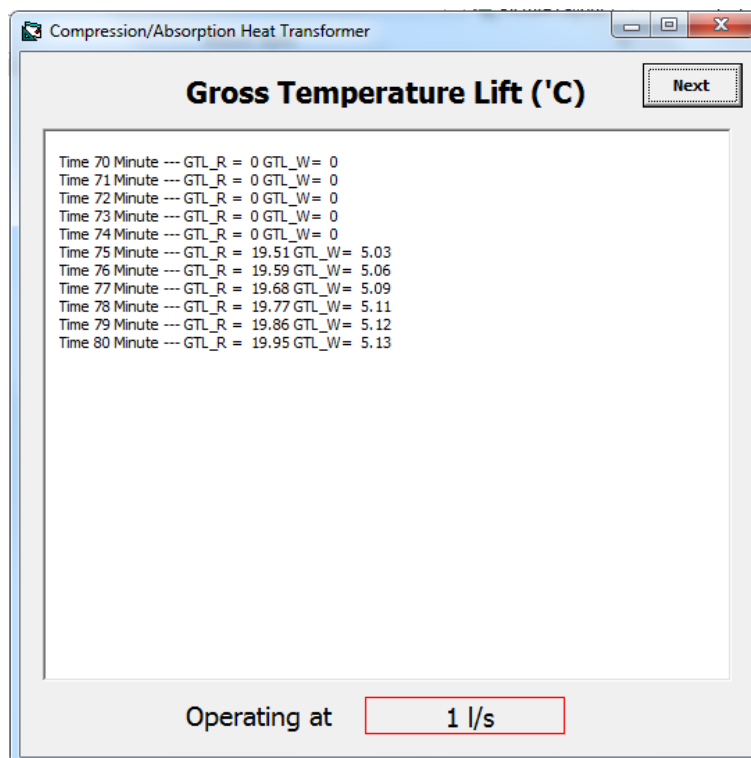 Compression/Absorption Heat Transformer
Gross Temperature Lift ('C)
Next
Time 70 Minute --- GTL_R = 0 GTL_W= 0
Time 71 Minute --- GTL_R = 0 GTL_W= 0
Time 72 Minute --- GTL_R = 0 GTL_W= 0
Time 73 Minute --- GTL_R = 0 GTL_W= 0
Time 74 Minute --- GTL_R = 0 GTL_W= 0
Time 75 Minute --- GTL_R = 19.51 GTL_W= 5.03
Time 76 Minute --- GTL_R = 19.59 GTL_W= 5.06
Time 77 Minute --- GTL_R = 19.68 GTL_W= 5.09
Time 78 Minute --- GTL_R = 19.77 GTL_W= 5.11
Time 79 Minute --- GTL_R = 19.86 GTL_W= 5.12
Time 80 Minute --- GTL_R = 19.95 GTL_W= 5.13
Operating at 1 l/s